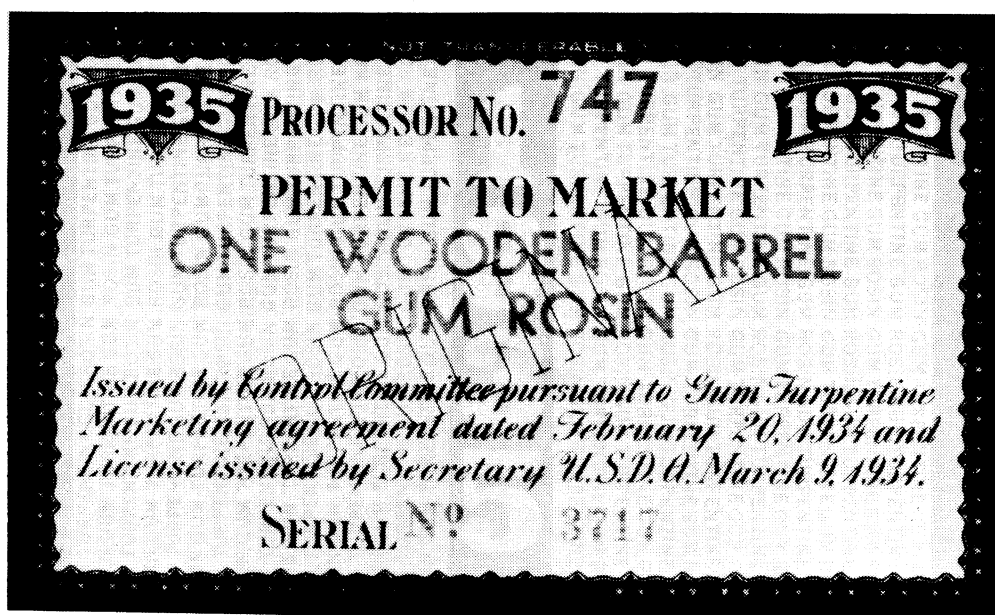 NOT TRANSFERABLE
1935 PROCESSOR No. 747 1935
PERMIT TO MARKET
ONE WOODEN BARREL
GUM ROSIN
ORIGINAL
Issued by Control Committee pursuant to Gum Turpentine
Marketing agreement dated February 20, 1934 and
License issued by Secretary U.S.D.A. March 9, 1934.
SERIAL No 3717